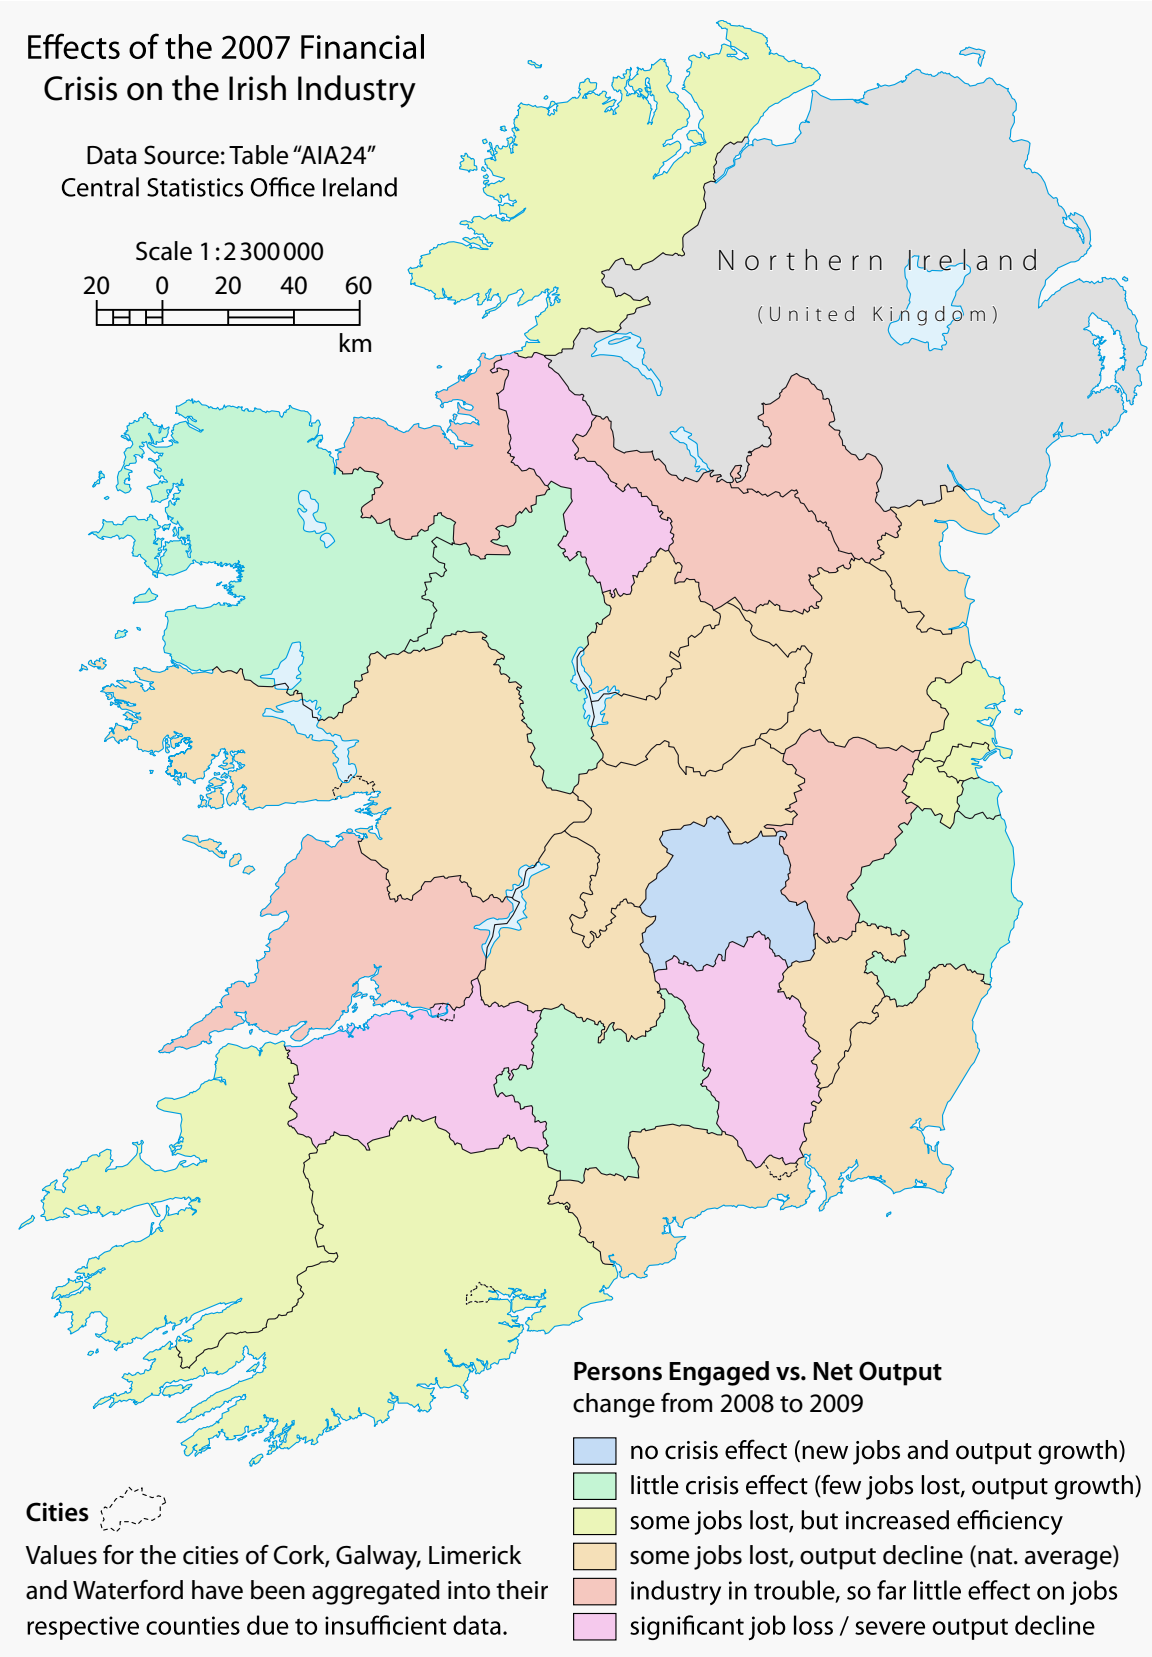 Effects of the 2007 Financial
Crisis on the Irish Industry
Data Source: Table “AIA24”
Central Statistics Office Ireland
Scale 1 : 2 300 000
20 0 20 40 60
km
Northern Ireland
(United Kingdom)
Persons Engaged vs. Net Output
change from 2008 to 2009
no crisis effect (new jobs and output growth)
little crisis effect (few jobs lost, output growth)
some jobs lost, but increased efficiency
some jobs lost, output decline (nat. average)
industry in trouble, so far little effect on jobs
significant job loss / severe output decline
Cities
Values for the cities of Cork, Galway, Limerick
and Waterford have been aggregated into their
respective counties due to insufficient data.